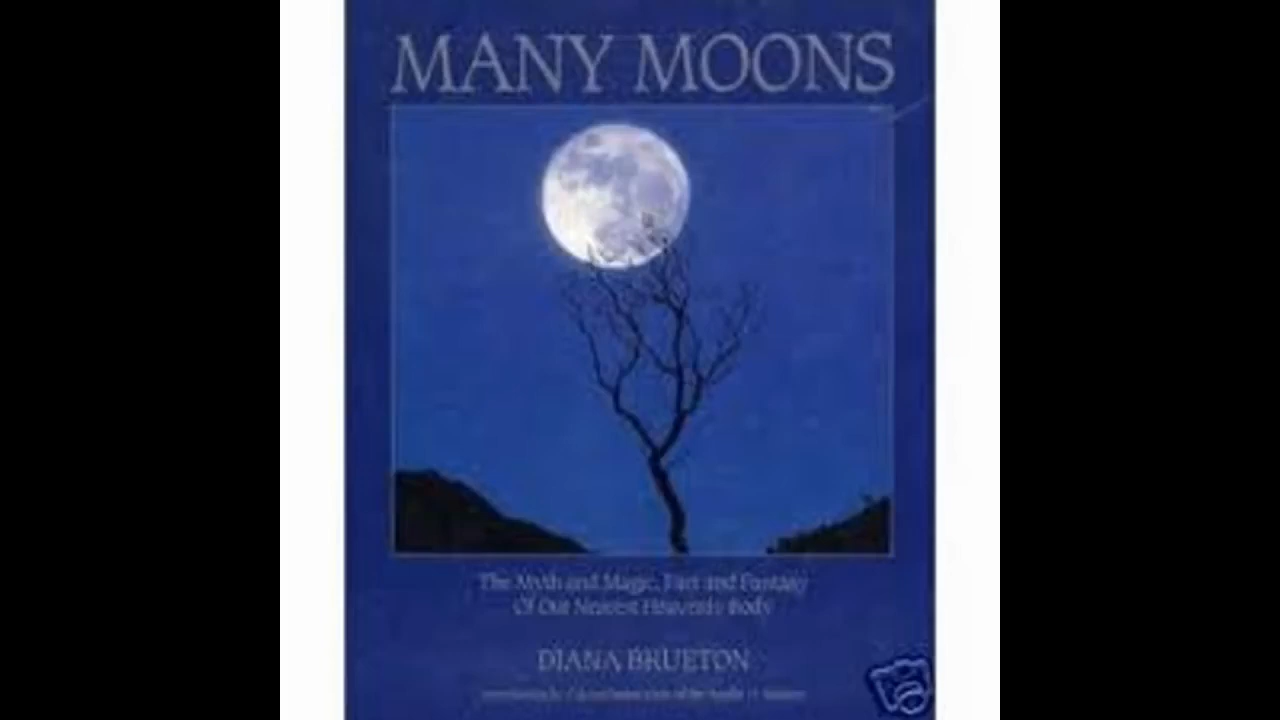 MANY MOONS
The Myth and Magic, Fact and Fantasy
Of Our Nearest Heavenly Body
DIANA BRUETON